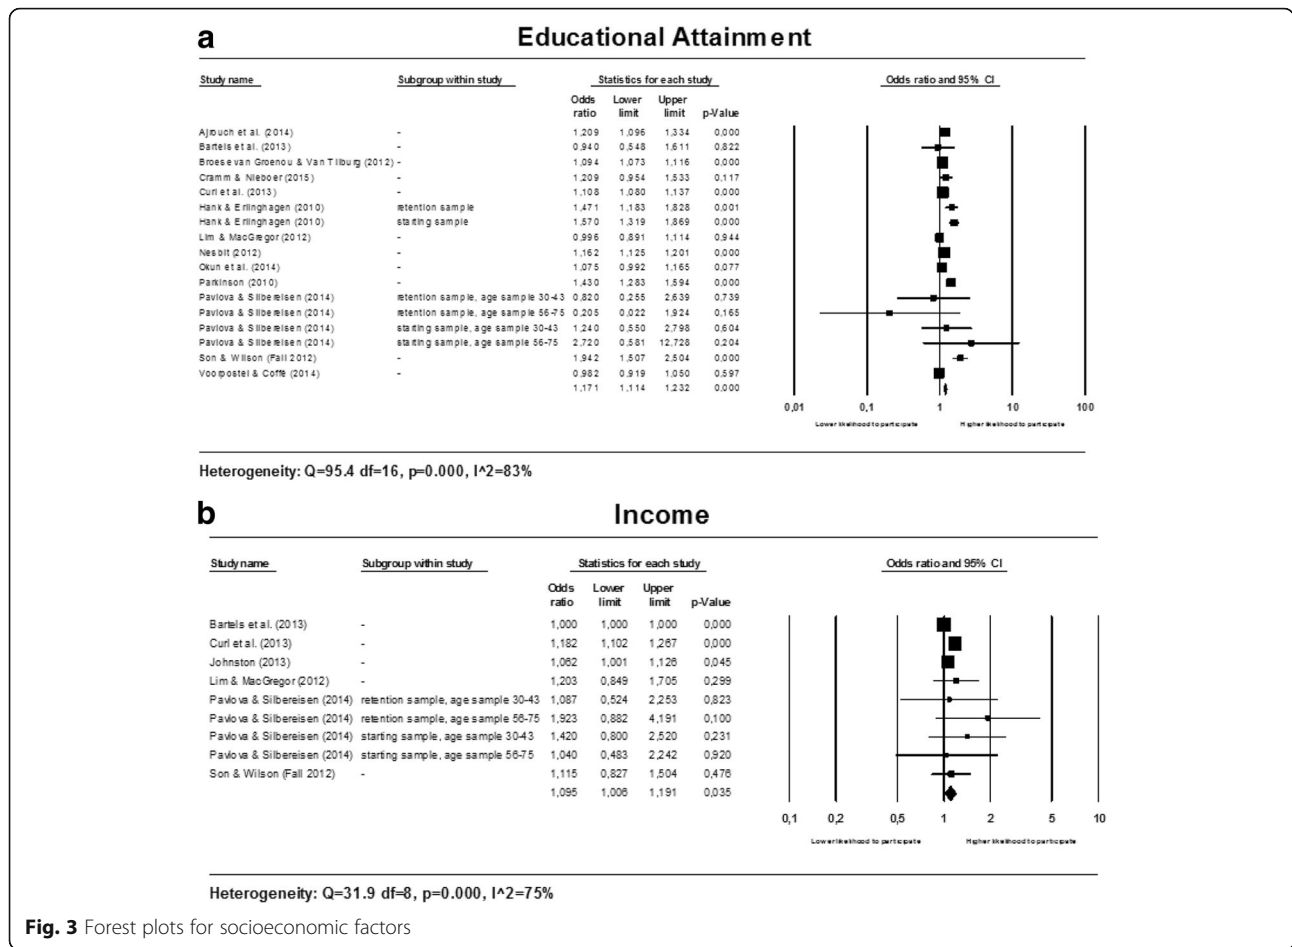 a Educational Attainment
Study name Subgroup within study Statistics for each study Odds ratio and 95% CI
Odds Lower Upper
ratio limit limit p-Value
Ajrouch et al. (2014) - 1,209 1,096 1,334 0,000
Bartels et al. (2013) - 0,940 0,548 1,611 0,822
Broese van Groenou & Van Tilburg (2012) - 1,094 1,073 1,116 0,000
Cramm & Nieboer (2015) - 1,209 0,954 1,533 0,117
Curl et al. (2013) - 1,108 1,080 1,137 0,000
Hank & Erlinghagen (2010) retention sample 1,471 1,183 1,828 0,001
Hank & Erlinghagen (2010) starting sample 1,570 1,319 1,869 0,000
Lim & MacGregor (2012) - 0,996 0,891 1,114 0,944
Nesbit (2012) - 1,162 1,125 1,201 0,000
Okun et al. (2014) - 1,075 0,992 1,165 0,077
Parkinson (2010) - 1,430 1,283 1,594 0,000
Pavlova & Silbereisen (2014) retention sample, age sample 30-43 0,820 0,255 2,639 0,739
Pavlova & Silbereisen (2014) retention sample, age sample 56-75 0,205 0,022 1,924 0,165
Pavlova & Silbereisen (2014) starting sample, age sample 30-43 1,240 0,550 2,798 0,604
Pavlova & Silbereisen (2014) starting sample, age sample 56-75 2,720 0,581 12,728 0,204
Son & Wilson (Fall 2012) - 1,942 1,507 2,504 0,000
Voorpostel & Coffé (2014) - 0,982 0,919 1,050 0,597
1,171 1,114 1,232 0,000
0,01 0,1 1 10 100
Lower likelihood to participate Higher likelihood to participate
Heterogeneity: Q=95.4 df=16, p=0.000, I^2=83%
b Income
Study name Subgroup within study Statistics for each study Odds ratio and 95% CI
Odds Lower Upper
ratio limit limit p-Value
Bartels et al. (2013) - 1,000 1,000 1,000 0,000
Curl et al. (2013) - 1,182 1,102 1,267 0,000
Johnston (2013) - 1,062 1,001 1,126 0,045
Lim & MacGregor (2012) - 1,203 0,849 1,705 0,299
Pavlova & Silbereisen (2014) retention sample, age sample 30-43 1,087 0,524 2,253 0,823
Pavlova & Silbereisen (2014) retention sample, age sample 56-75 1,923 0,882 4,191 0,100
Pavlova & Silbereisen (2014) starting sample, age sample 30-43 1,420 0,800 2,520 0,231
Pavlova & Silbereisen (2014) starting sample, age sample 56-75 1,040 0,483 2,242 0,920
Son & Wilson (Fall 2012) - 1,115 0,827 1,504 0,476
1,095 1,006 1,191 0,035
0,1 0,2 0,5 1 2 5 10
Lower likelihood to participate Higher likelihood to participate
Heterogeneity: Q=31.9 df=8, p=0.000, I^2=75%
Fig. 3 Forest plots for socioeconomic factors